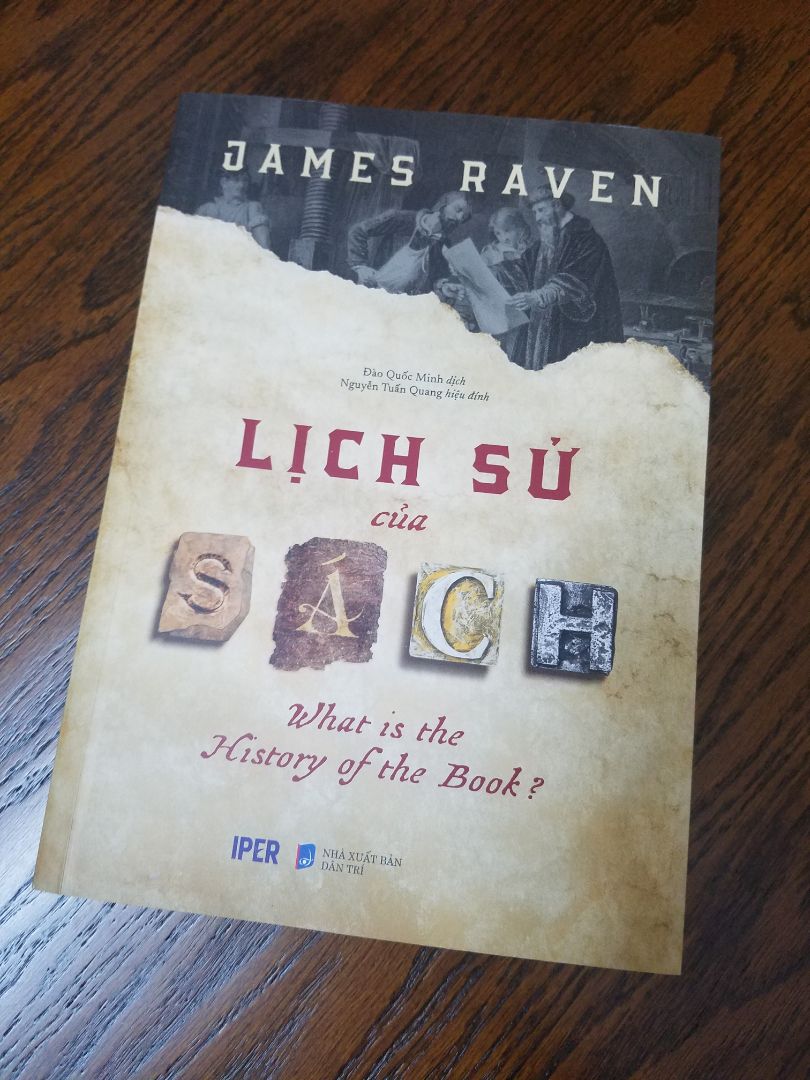 JAMES RAVEN
Đào Quốc Minh dịch
Nguyễn Tuấn Quang hiệu đính
LỊCH SỬ
của
SÁCH
What is the
History of the Book?
IPER
NHÀ XUẤT BẢN
DÂN TRÍ